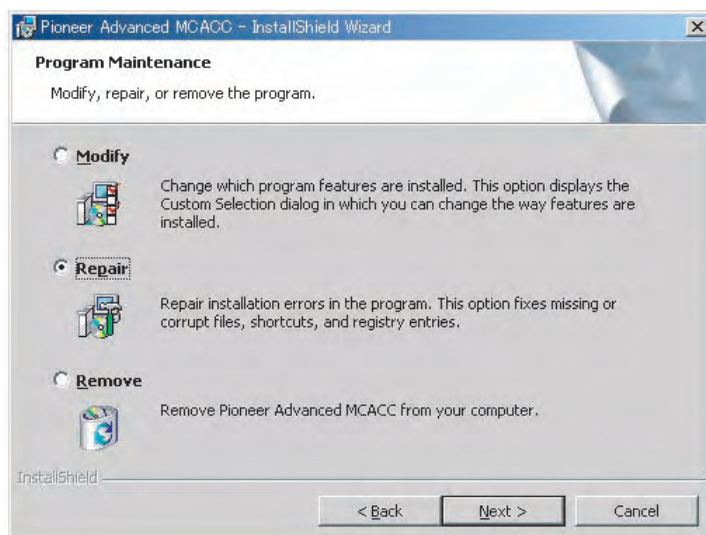 Pioneer Advanced MCACC - InstallShield Wizard
Program Maintenance
Modify, repair, or remove the program.
Modify
Change which program features are installed. This option displays the
Custom Selection dialog in which you can change the way features are
installed.
Repair
Repair installation errors in the program. This option fixes missing or
corrupt files, shortcuts, and registry entries.
Remove
Remove Pioneer Advanced MCACC from your computer.
InstallShield
< Back
Next >
Cancel